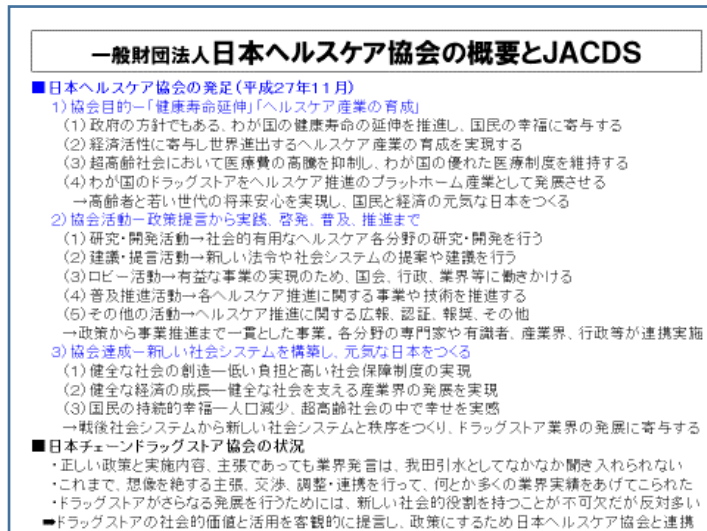 一般財団法人日本ヘルスケア協会の概要とJACDS
■日本ヘルスケア協会の発足(平成27年11月)
1)協会目的ー「健康寿命延伸」「ヘルスケア産業の育成」
(1)政府の方針でもある、わが国の健康寿命の延伸を推進し、国民の幸福に寄与する
(2)経済活性に寄与し世界進出するヘルスケア産業の育成を実現する
(3)超高齢社会において医療費の高騰を抑制し、わが国の優れた医療制度を維持する
(4)わが国のドラッグストアをヘルスケア推進のプラットホーム産業として発展させる
→高齢者と若い世代の将来安心を実現し、国民と経済の元気な日本をつくる
2)協会活動ー政策提言から実践、啓発、普及、推進まで
(1)研究・開発活動→社会的有用なヘルスケア各分野の研究・開発を行う
(2)建議・提言活動→新しい法令や社会システムの提案や建議を行う
(3)ロビー活動→有益な事業の実現のため、国会、行政、業界等に働きかける
(4)普及推進活動→各ヘルスケア推進に関する事業や技術を推進する
(5)その他の活動→ヘルスケア推進に関する広報、認証、報奨、その他
→政策から事業推進まで一貫とした事業。各分野の専門家や有識者、産業界、行政等が連携実施
3)協会達成ー新しい社会システムを構築し、元気な日本をつくる
(1)健全な社会の創造―低い負担と高い社会保障制度の実現
(2)健全な経済の成長―健全な社会を支える産業界の発展を実現
(3)国民の持続的幸福―人口減少、超高齢社会の中で幸せを実感
→戦後社会システムから新しい社会システムと秩序をつくり、ドラッグストア業界の発展に寄与する
■日本チェーンドラッグストア協会の状況
・正しい政策と実施内容、主張であっても業界発言は、我田引水としてなかなか聞き入れられない
・これまで、想像を絶する主張、交渉、調整・連携を行って、何とか多くの業界実績をあげてこられた
・ドラッグストアがさらなる発展を行うためには、新しい社会的役割を持つことが不可欠だが反対多い
➡ドラッグストアの社会的価値と活用を客観的に提言し、政策にするため日本ヘルスケア協会と連携